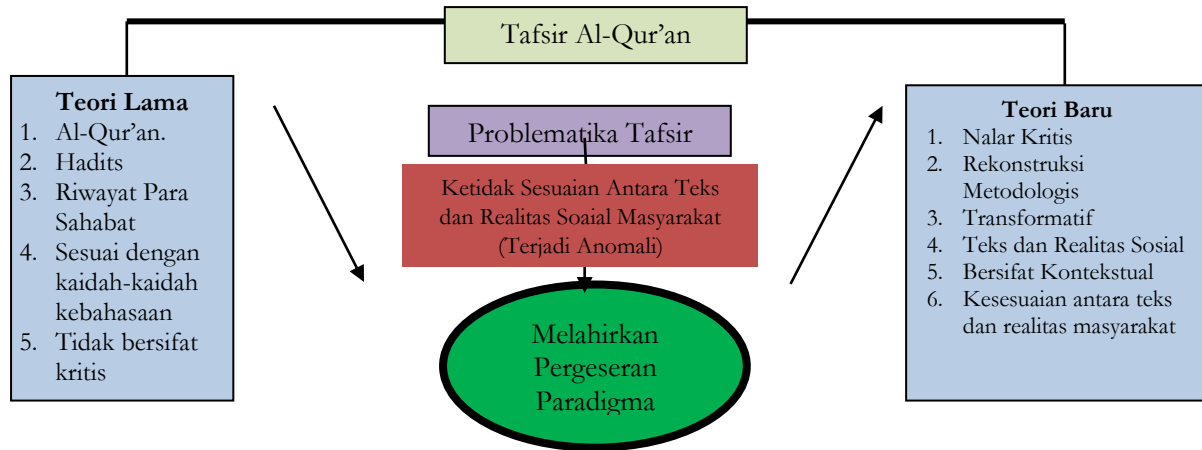 Tafsir Al-Qur’an
Teori Lama
1. Al-Qur’an.
2. Hadits
3. Riwayat Para
Sahabat
4. Sesuai dengan
kaidah-kaidah
kebahasaan
5. Tidak bersifat
kritis
Problematika Tafsir
Ketidak Sesuaian Antara Teks
dan Realitas Soaial Masyarakat
(Terjadi Anomali)
Melahirkan
Pergeseran
Paradigma
Teori Baru
1. Nalar Kritis
2. Rekonstruksi
Metodologis
3. Transformatif
4. Teks dan Realitas Sosial
5. Bersifat Kontekstual
6. Kesesuaian antara teks
dan realitas masyarakat